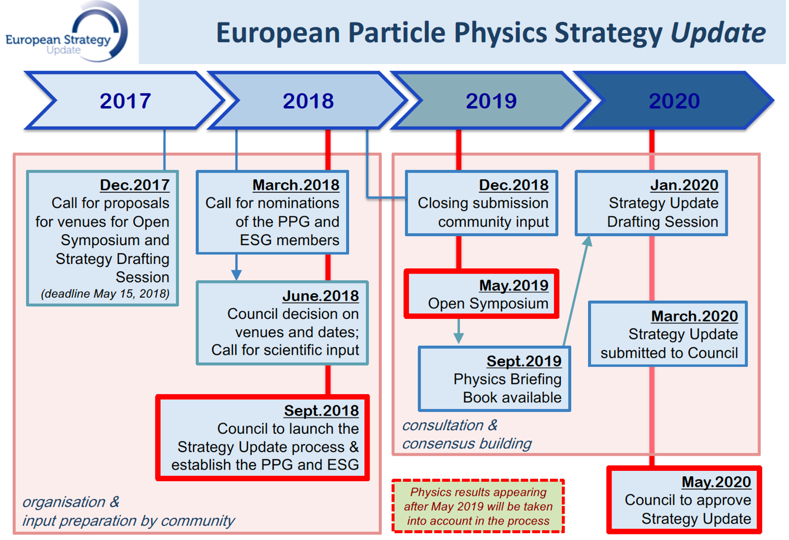 European Strategy
Update
European Particle Physics Strategy Update
2017
2018
2019
2020
Dec.2017
Call for proposals
for venues for Open
Symposium and
Strategy Drafting
Session
(deadline May 15, 2018)
March.2018
Call for nominations
of the PPG and
ESG members
June.2018
Council decision on
venues and dates;
Call for scientific input
Sept.2018
Council to launch the
Strategy Update process &
establish the PPG and ESG
organisation &
input preparation by community
Dec.2018
Closing submission
community input
May.2019
Open Symposium
Sept.2019
Physics Briefing
Book available
consultation &
consensus building
Jan.2020
Strategy Update
Drafting Session
March.2020
Strategy Update
submitted to Council
May.2020
Council to approve
Strategy Update
Physics results appearing
after May 2019 will be taken
into account in the process